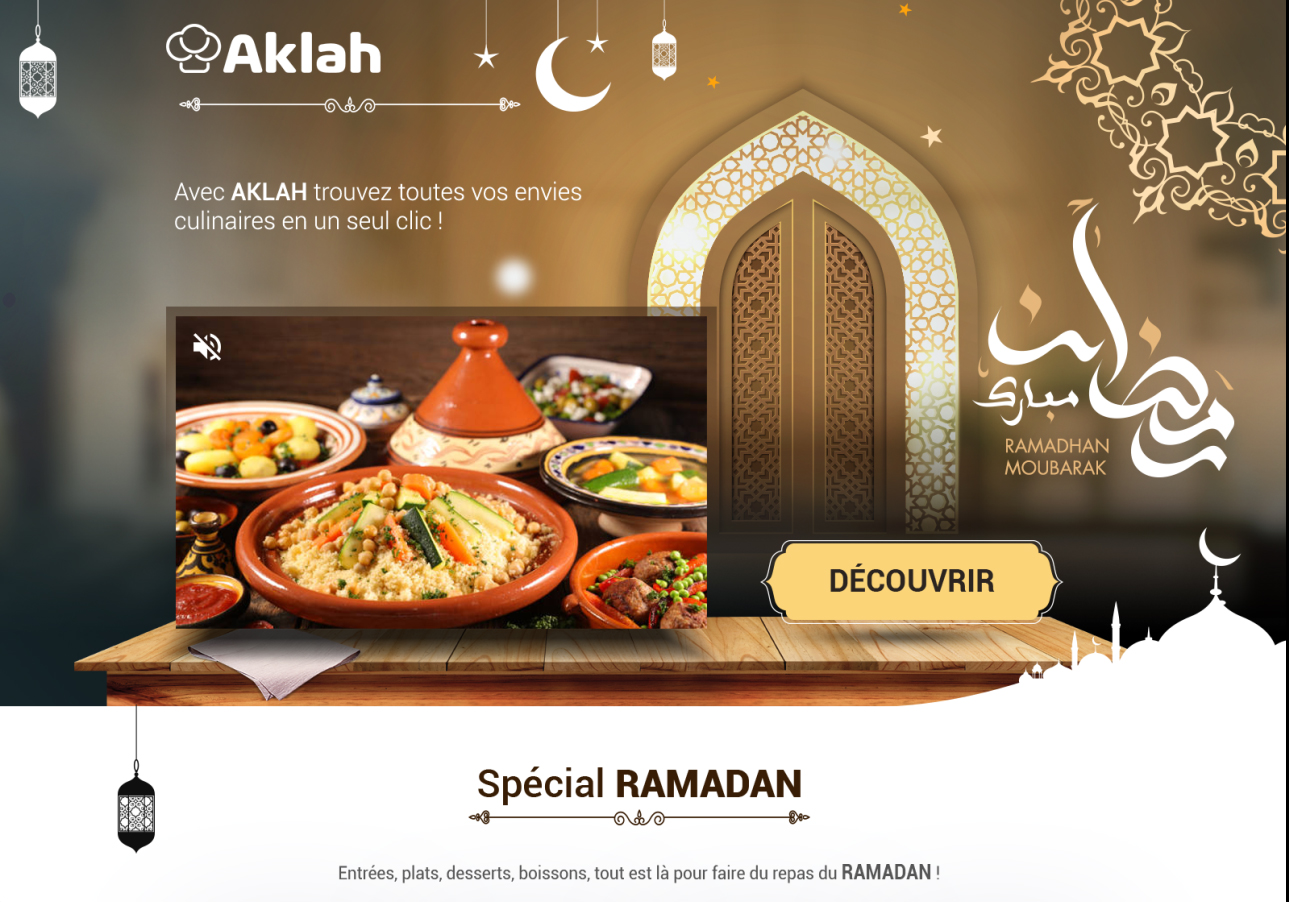 Aklah
Avec AKLAH trouvez toutes vos envies
culinaires en un seul clic !
رمضان
مبارك
RAMADHAN
MOUBARAK
DÉCOUVRIR
Spécial RAMADAN
Entrées, plats, desserts, boissons, tout est là pour faire du repas du RAMADAN !